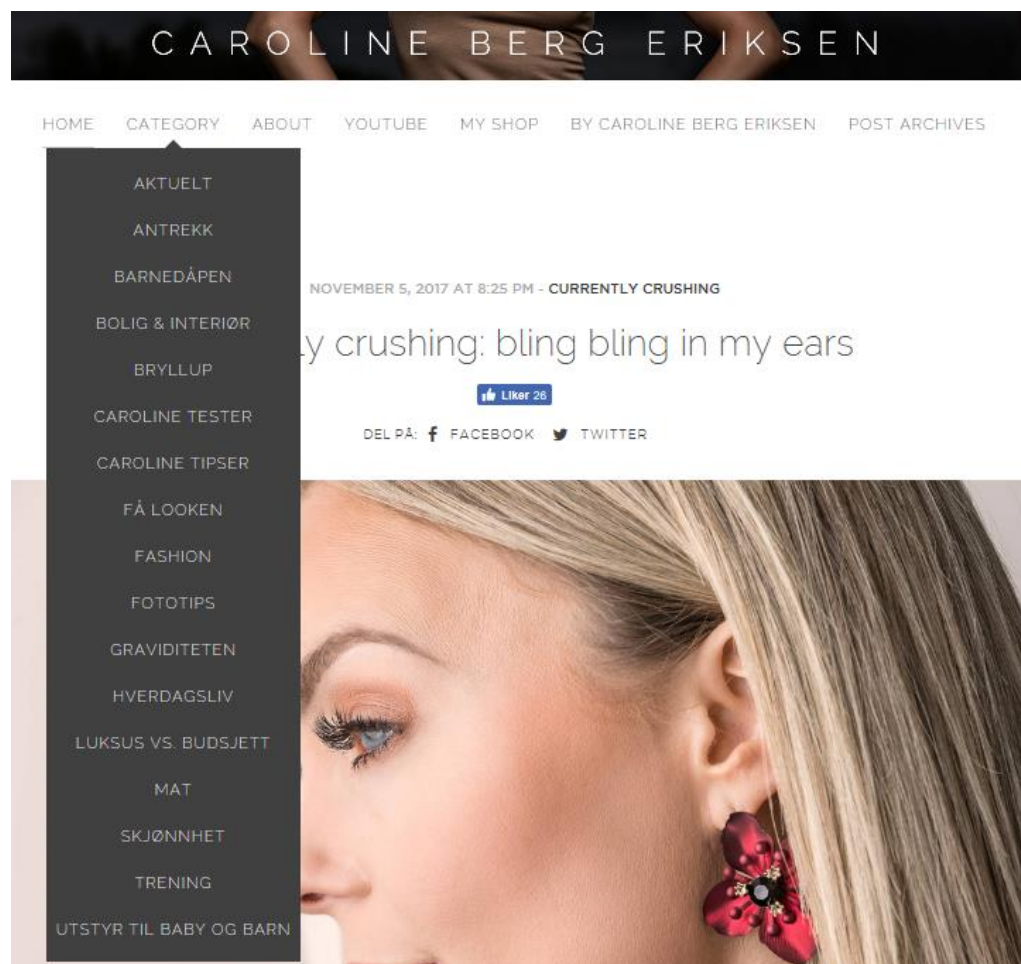 CAROLINE BERG ERIKSEN
HOME CATEGORY ABOUT YOUTUBE MY SHOP BY CAROLINE BERG ERIKSEN POST ARCHIVES
AKTUELT
ANTREKK
BARNEDÅPEN
BOLIG & INTERIØR
BRYLLUP
CAROLINE TESTER
CAROLINE TIPSER
FÅ LOOKEN
FASHION
FOTOTIPS
GRAVIDITETEN
HVERDAGSLIV
LUKSUS VS. BUDSJETT
MAT
SKJØNNHET
TRENING
UTSTYR TIL BABY OG BARN
NOVEMBER 5, 2017 AT 8:25 PM - CURRENTLY CRUSHING
ly crushing: bling bling in my ears
Liker 26
DEL PÅ: FACEBOOK TWITTER